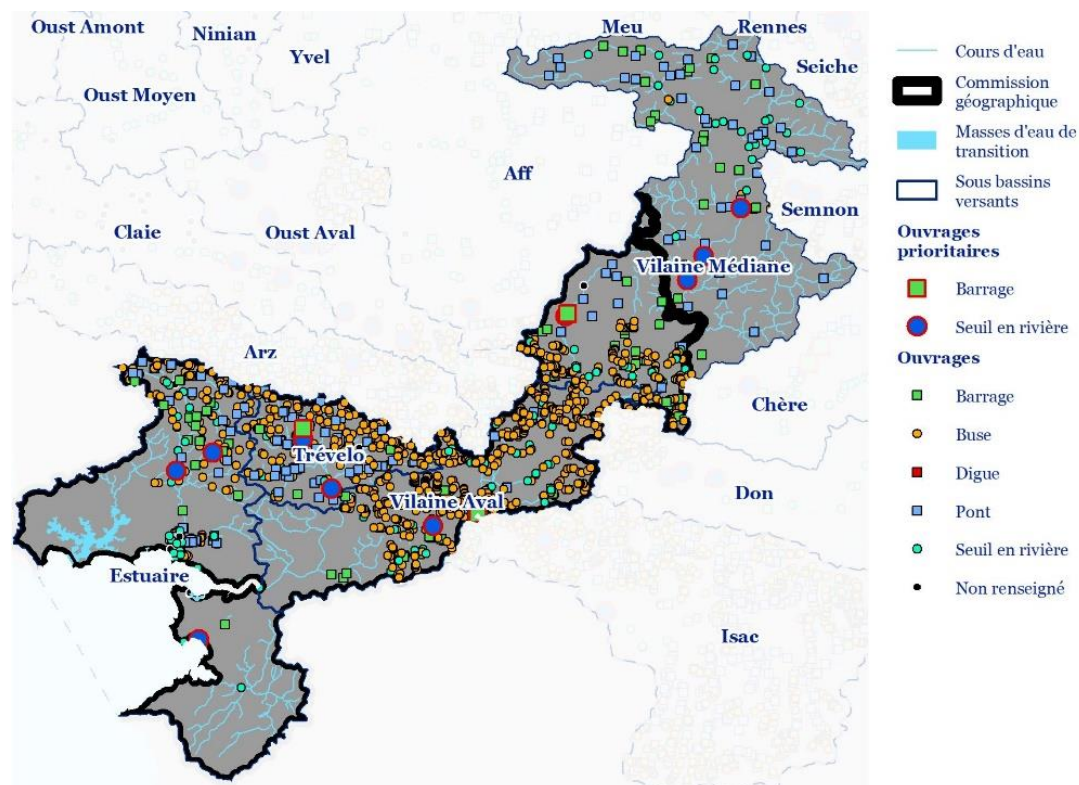 Oust Amont
Ninian
Yvel
Meu
Rennes
Seiche
Oust Moyen
Aff
Semnon
Claie
Oust Aval
Vilaine Médiane
Arz
Chère
Trévelo
Vilaine Aval
Don
Estuaire
Isac
Cours d'eau
Commission
géographique
Masses d'eau de
transition
Sous bassins
versants
Ouvrages
prioritaires
Barrage
Seuil en rivière
Ouvrages
Barrage
Buse
Digue
Pont
Seuil en rivière
Non renseigné